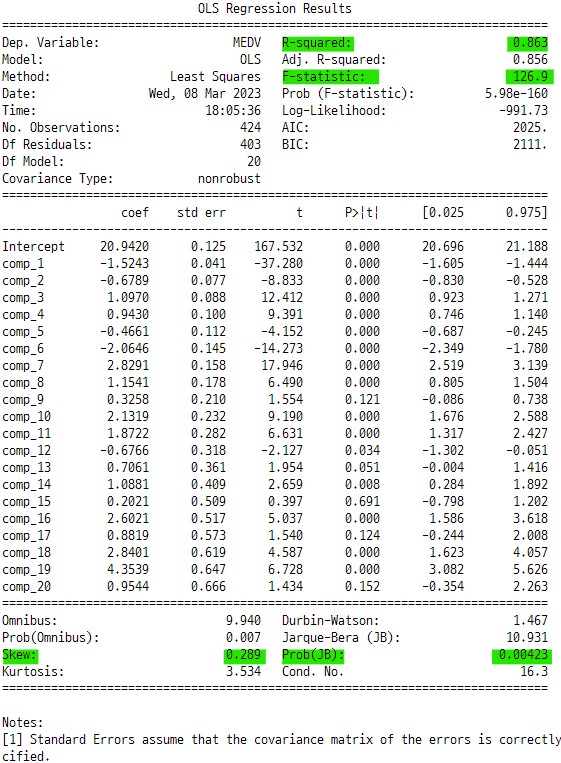 OLS Regression Results
Dep. Variable: MEDV R-squared: 0.863
Model: OLS Adj. R-squared: 0.856
Method: Least Squares F-statistic: 126.9
Date: Wed, 08 Mar 2023 Prob (F-statistic): 5.98e-160
Time: 18:05:36 Log-Likelihood: -991.73
No. Observations: 424 AIC: 2025.
Df Residuals: 403 BIC: 2111.
Df Model: 20
Covariance Type: nonrobust
coef std err t P>|t| [0.025 0.975]
Intercept 20.9420 0.125 167.532 0.000 20.696 21.188
comp_1 -1.5243 0.041 -37.280 0.000 -1.605 -1.444
comp_2 -0.6789 0.077 -8.833 0.000 -0.830 -0.528
comp_3 1.0970 0.088 12.412 0.000 0.923 1.271
comp_4 0.9430 0.100 9.391 0.000 0.746 1.140
comp_5 -0.4661 0.112 -4.152 0.000 -0.687 -0.245
comp_6 -2.0646 0.145 -14.273 0.000 -2.349 -1.780
comp_7 2.8291 0.158 17.946 0.000 2.519 3.139
comp_8 1.1541 0.178 6.490 0.000 0.805 1.504
comp_9 0.3258 0.210 1.554 0.121 -0.086 0.738
comp_10 2.1319 0.232 9.190 0.000 1.676 2.588
comp_11 1.8722 0.282 6.631 0.000 1.317 2.427
comp_12 -0.6766 0.318 -2.127 0.034 -1.302 -0.051
comp_13 0.7061 0.361 1.954 0.051 -0.004 1.416
comp_14 1.0881 0.409 2.659 0.008 0.284 1.892
comp_15 0.2021 0.509 0.397 0.691 -0.798 1.202
comp_16 2.6021 0.517 5.037 0.000 1.586 3.618
comp_17 0.8819 0.573 1.540 0.124 -0.244 2.008
comp_18 2.8401 0.619 4.587 0.000 1.623 4.057
comp_19 4.3539 0.647 6.728 0.000 3.082 5.626
comp_20 0.9544 0.666 1.434 0.152 -0.354 2.263
Omnibus: 9.940 Durbin-Watson: 1.467
Prob(Omnibus): 0.007 Jarque-Bera (JB): 10.931
Skew: 0.289 Prob(JB): 0.00423
Kurtosis: 3.534 Cond. No. 16.3
Notes:
[1] Standard Errors assume that the covariance matrix of the errors is correctly
cified.